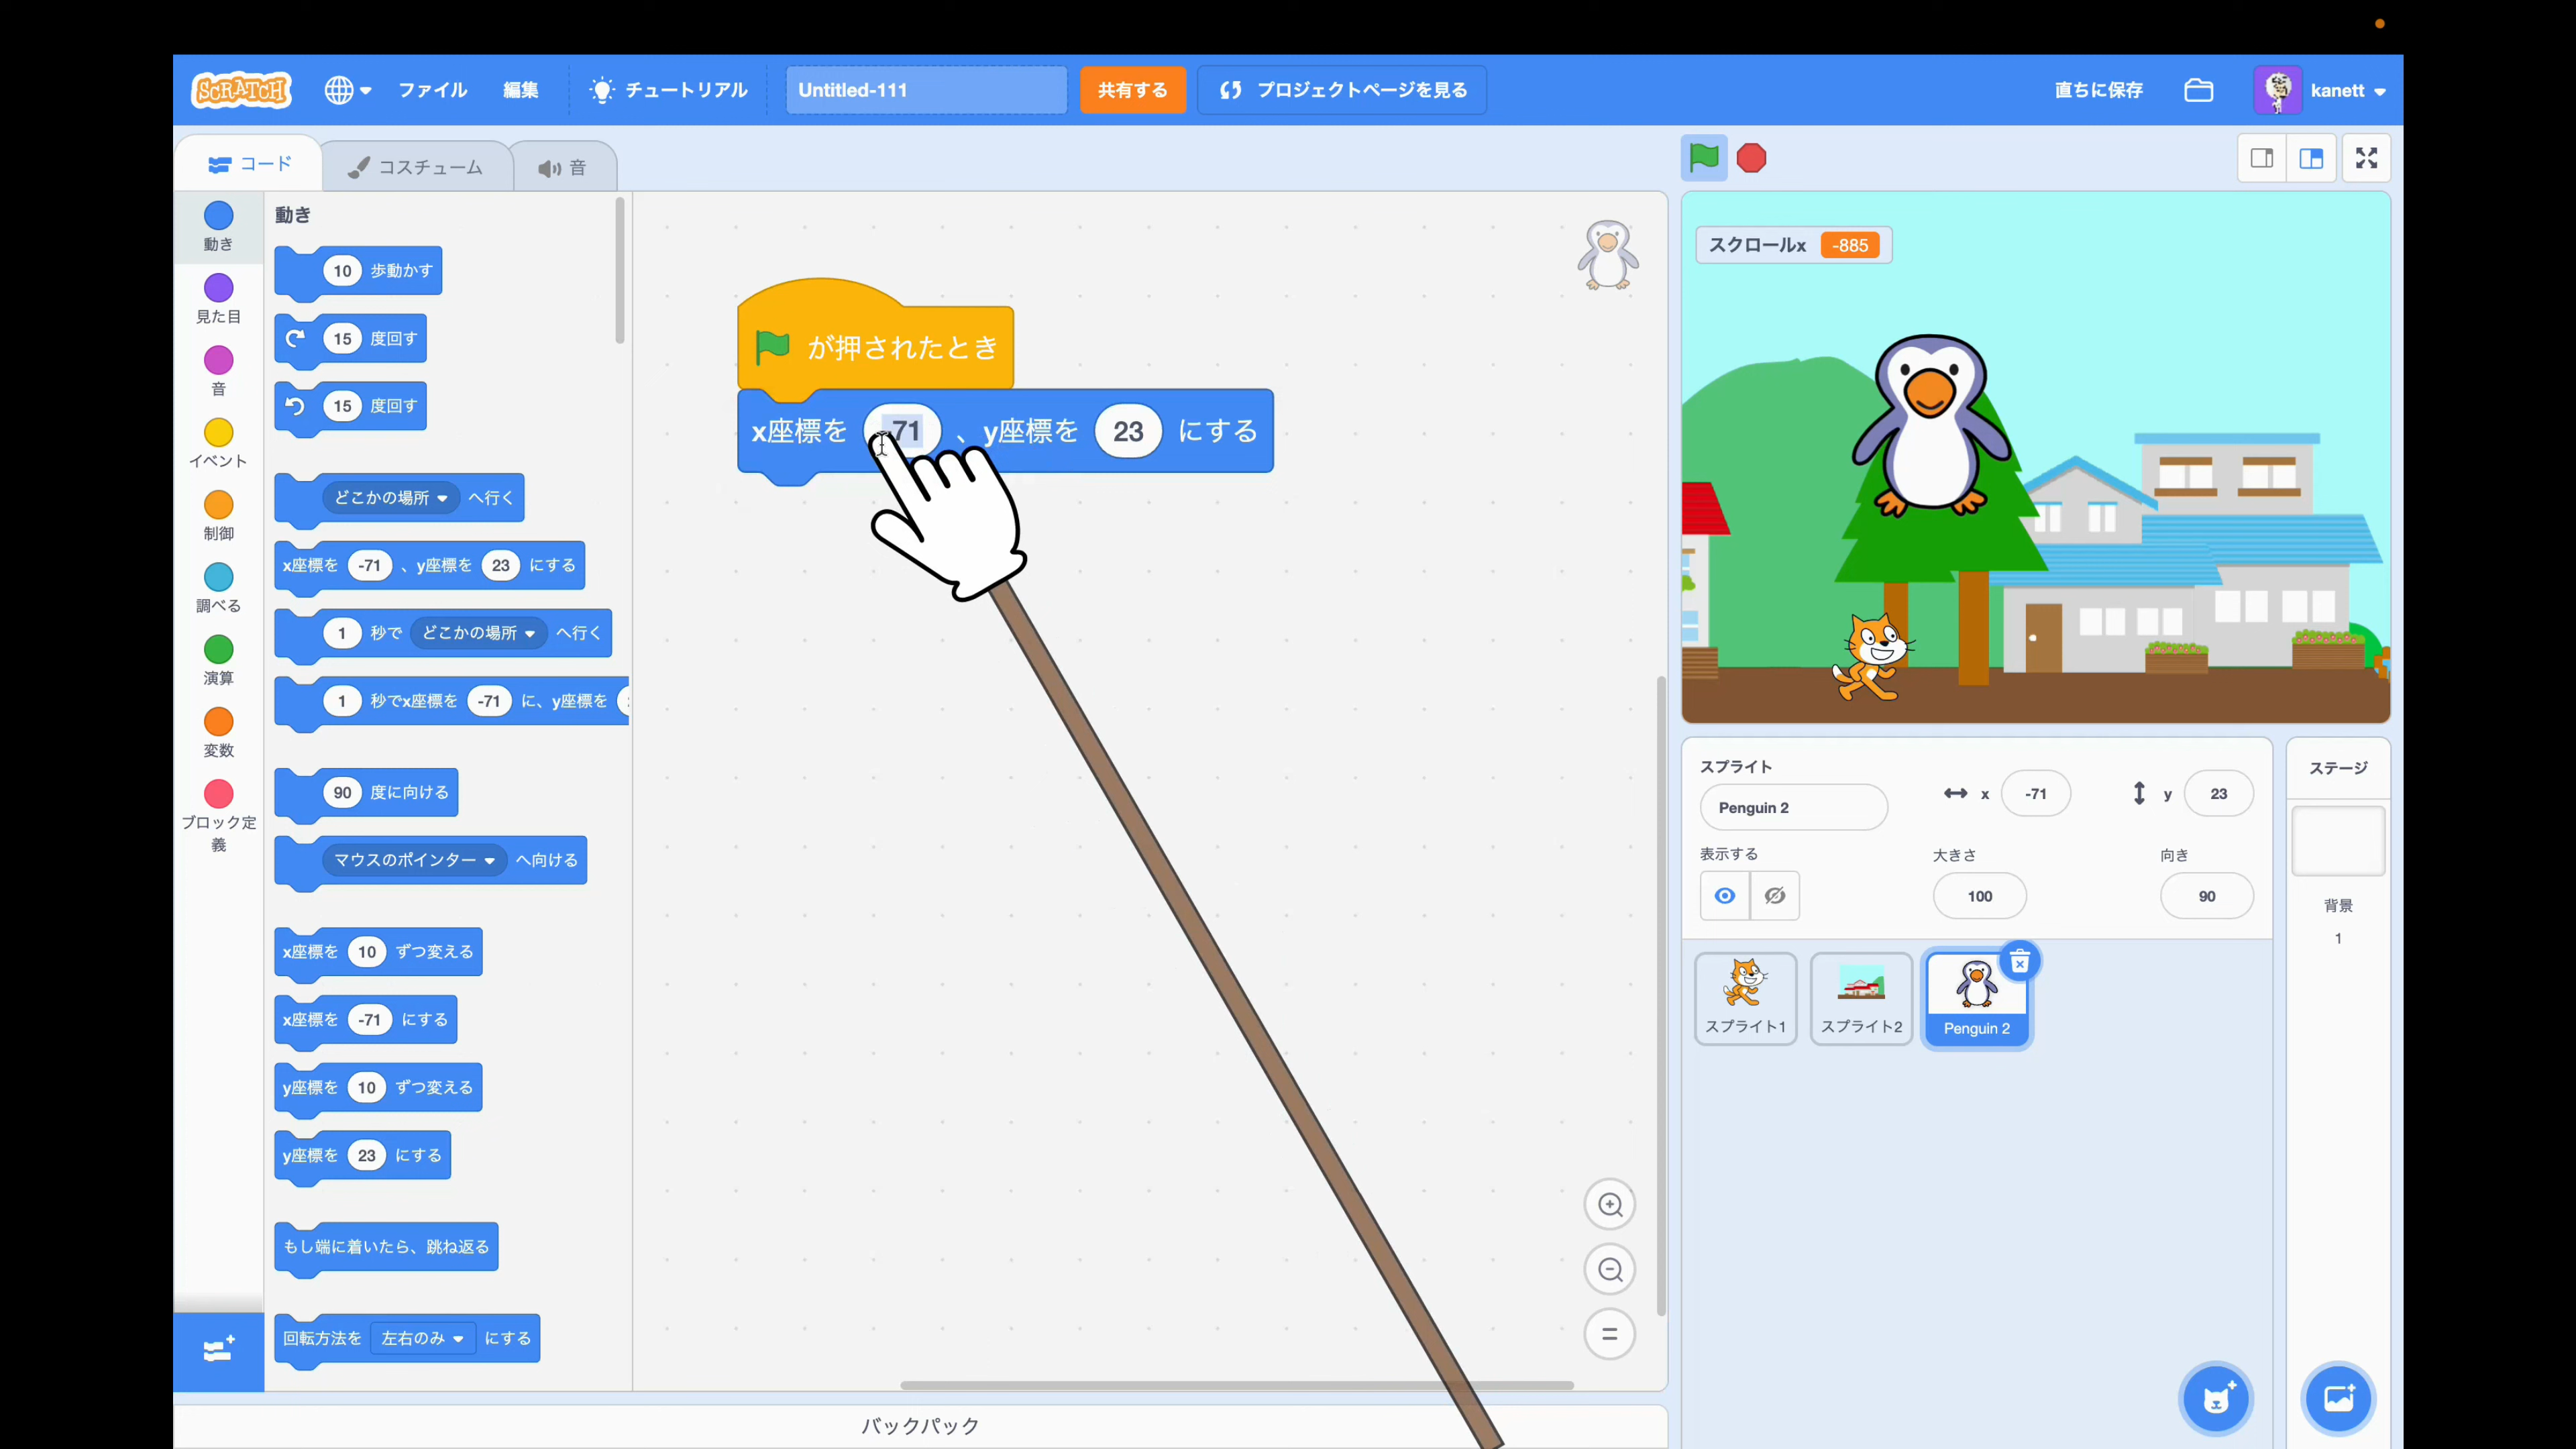 SCRATCH ファイル 編集 チュートリアル Untitled-111 共有する プロジェクトページを見る 直ちに保存 kanett
コード コスチューム 音
動き
見た目
音
イベント
制御
調べる
演算
変数
ブロック定義
動き
10 歩動かす
15 度回す
15 度回す
どこかの場所 へ行く
x座標を -71 、y座標を 23 にする
1 秒で どこかの場所 へ行く
1 秒でx座標を -71 に、y座標を
90 度に向ける
マウスのポインター へ向ける
x座標を 10 ずつ変える
x座標を -71 にする
y座標を 10 ずつ変える
y座標を 23 にする
もし端に着いたら、跳ね返る
回転方法を 左右のみ にする
が押されたとき
x座標を -71 、y座標を 23 にする
バックパック
スクロールx -885
スプライト
Penguin 2 x -71 y 23
表示する 大きさ 100 向き 90
スプライト1 スプライト2 Penguin 2
ステージ
背景
1